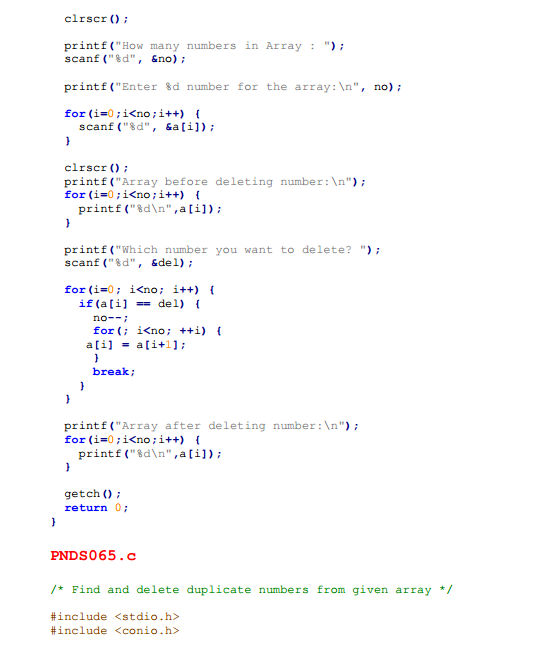 clrscr();
printf("How many numbers in Array : ");
scanf("%d", &no);
printf("Enter %d number for the array:\n", no);
for(i=0;i<no;i++) {
scanf("%d", &a[i]);
}
clrscr();
printf("Array before deleting number:\n");
for(i=0;i<no;i++) {
printf("%d\n",a[i]);
}
printf("Which number you want to delete? ");
scanf("%d", &del);
for(i=0; i<no; i++) {
if(a[i] == del) {
no--;
for(; i<no; ++i) {
a[i] = a[i+1];
}
break;
}
}
printf("Array after deleting number:\n");
for(i=0;i<no;i++) {
printf("%d\n",a[i]);
}
getch();
return 0;
}
PNDS065.c
/* Find and delete duplicate numbers from given array */
#include <stdio.h>
#include <conio.h>